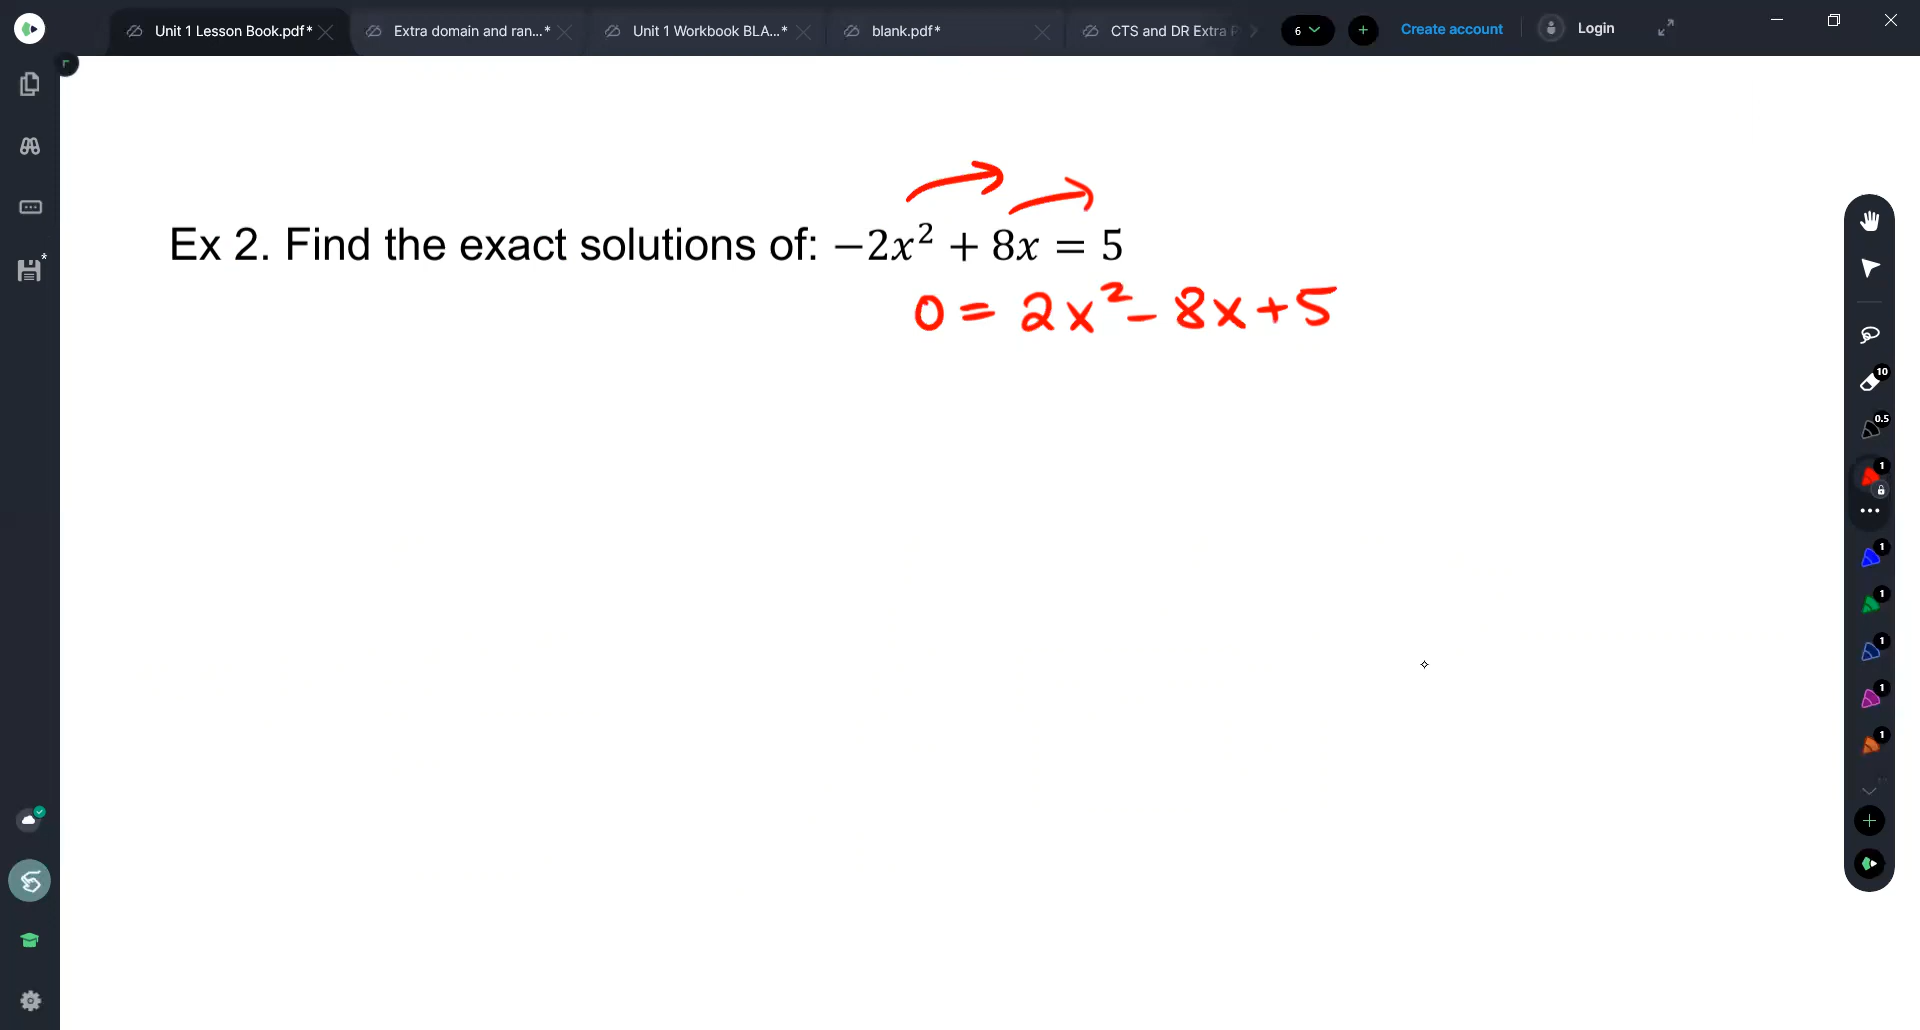 Unit 1 Lesson Book.pdf* Extra domain and ran...* Unit 1 Workbook BLA...* blank.pdf* CTS and DR Extra 6 + Create account Login
Ex 2. Find the exact solutions of: −2x² + 8x = 5
0 = 2x² − 8x + 5
10
0.5
1
1
1
1
1
1